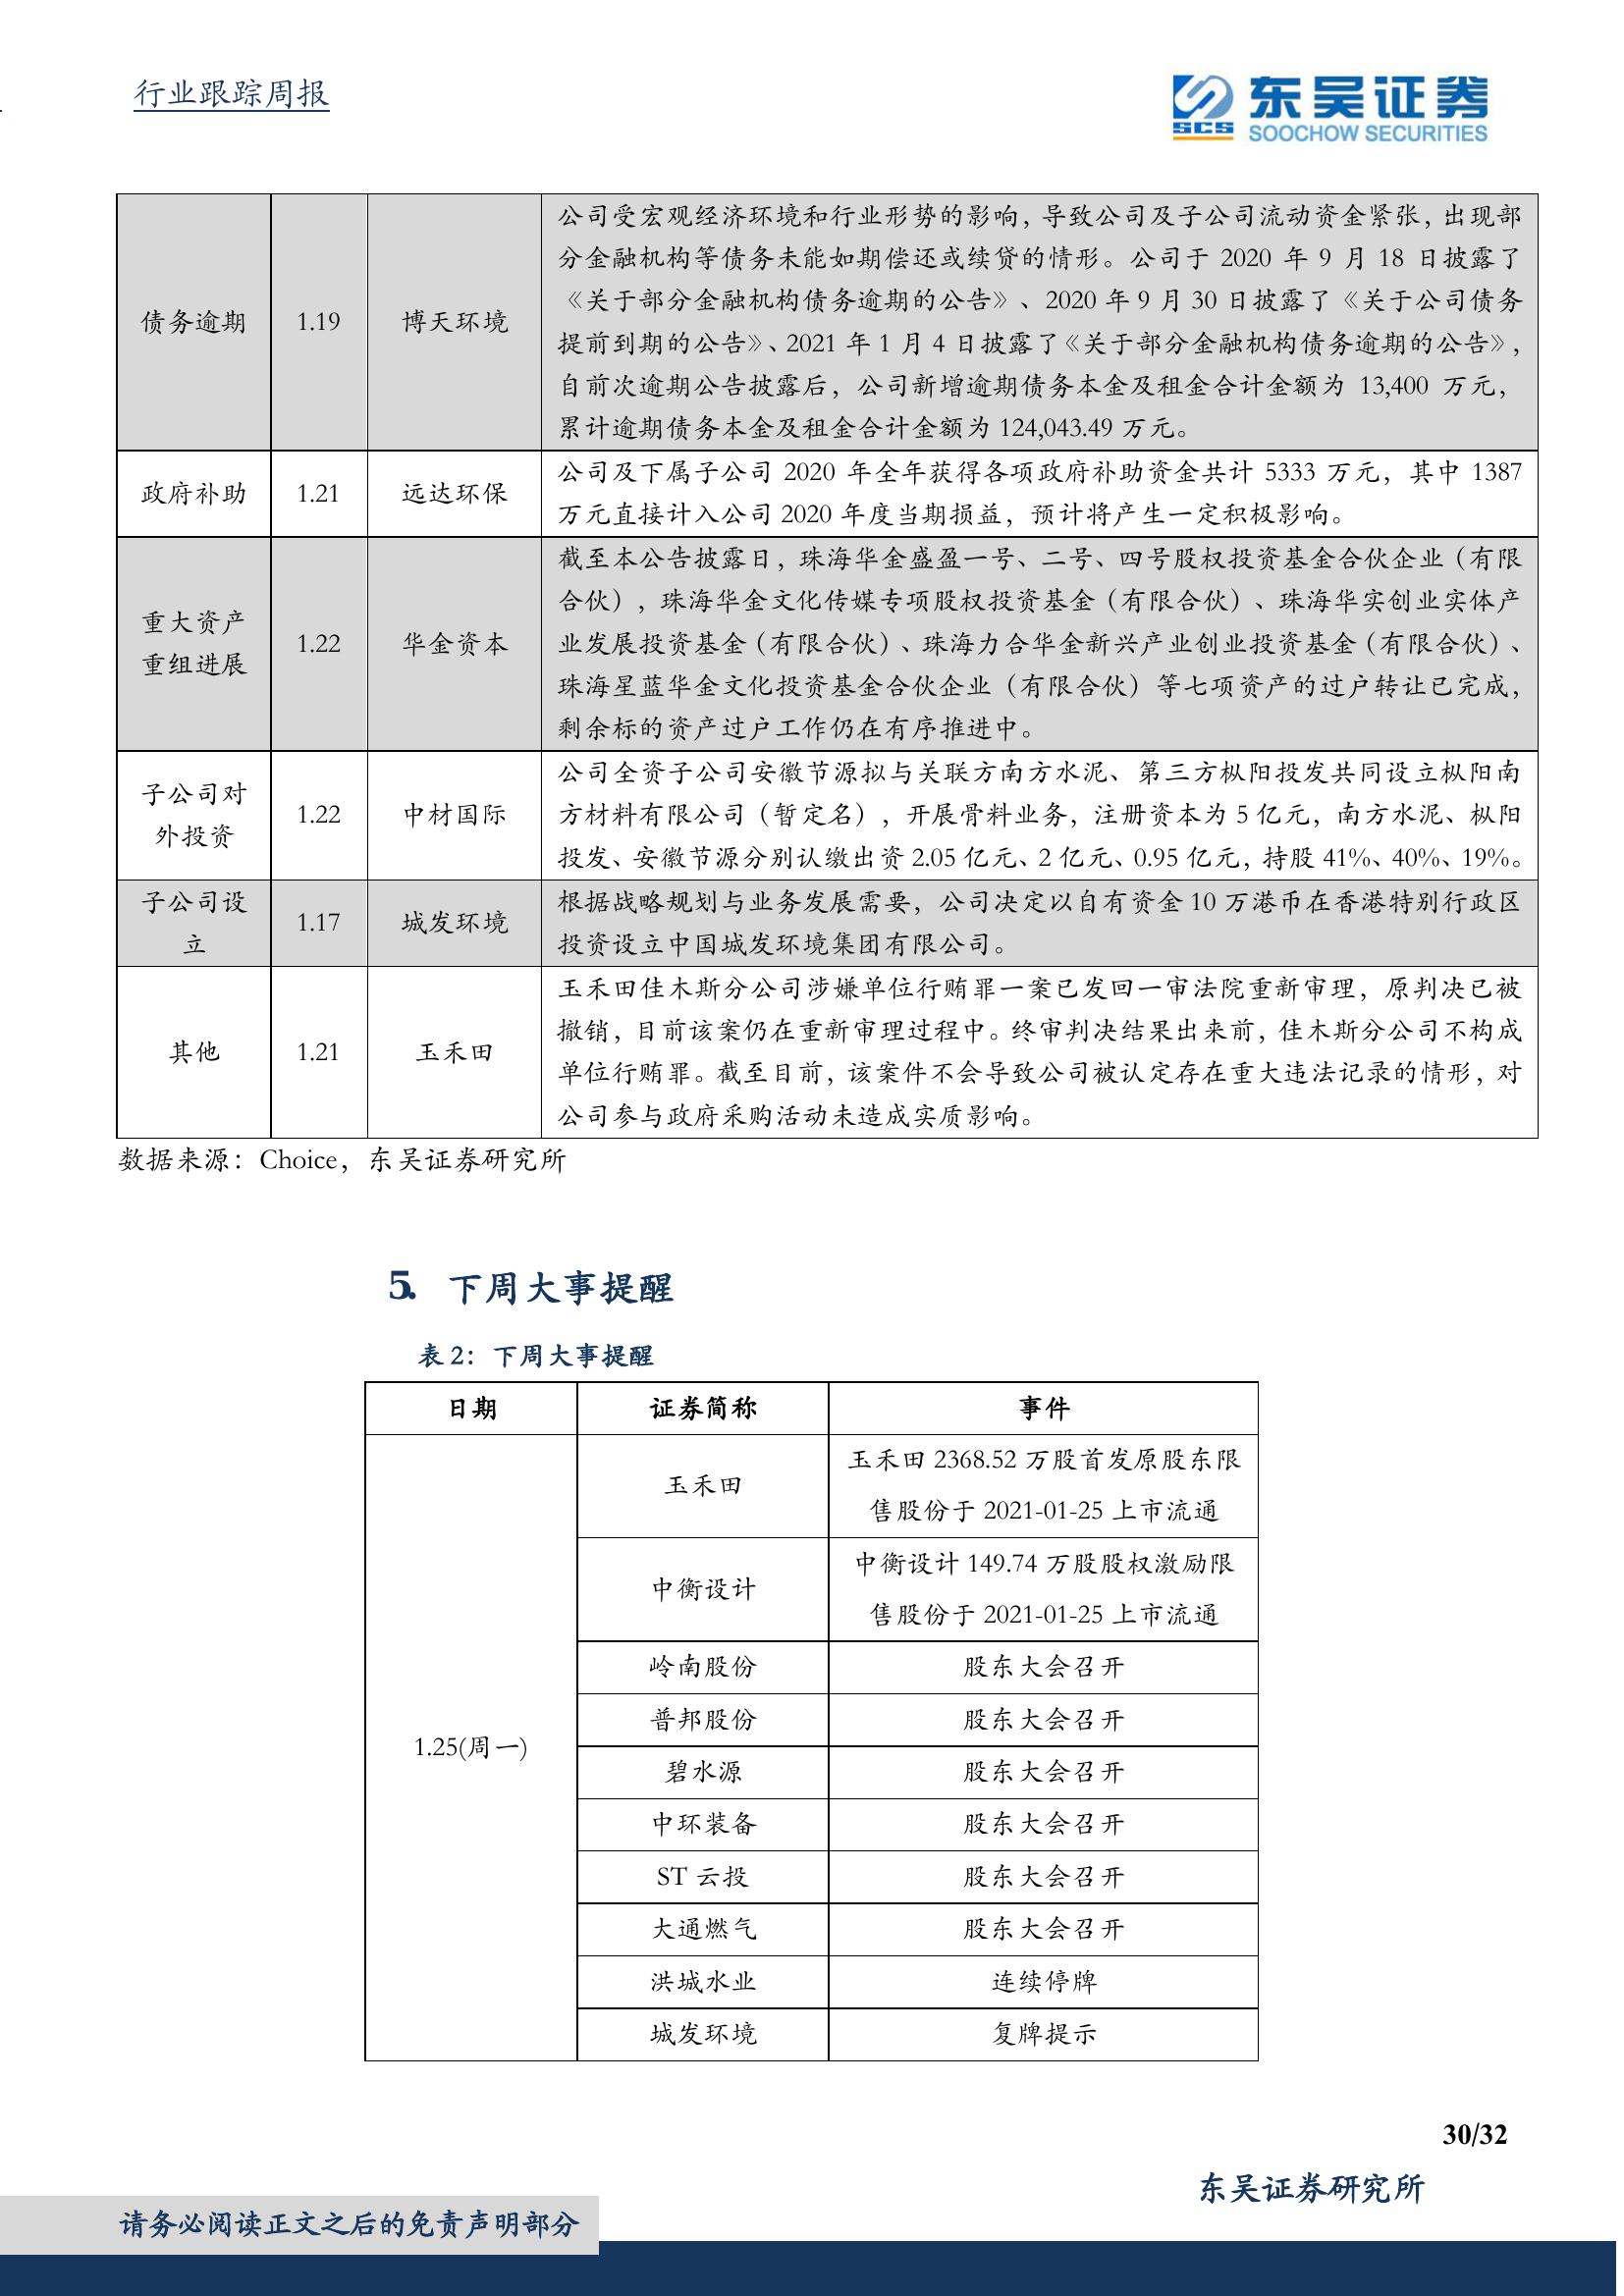 行业跟踪周报
东吴证券
SCS
SOOCHOW SECURITIES
债务逾期
1.19
博天环境
公司受宏观经济环境和行业形势的影响，导致公司及子公司流动资金紧张，出现部
分金融机构等债务未能如期偿还或续贷的情形。公司于 2020 年 9 月 18 日披露了
《关于部分金融机构债务逾期的公告》、2020 年 9 月 30 日披露了《关于公司债务
提前到期的公告》、2021 年 1 月 4 日披露了《关于部分金融机构债务逾期的公告》，
自前次逾期公告披露后，公司新增逾期债务本金及租金合计金额为 13,400 万元，
累计逾期债务本金及租金合计金额为 124,043.49 万元。
政府补助
1.21
远达环保
公司及下属子公司 2020 年全年获得各项政府补助资金共计 5333 万元，其中 1387
万元直接计入公司 2020 年度当期损益，预计将产生一定积极影响。
重大资产
重组进展
1.22
华金资本
截至本公告披露日，珠海华金盛盈一号、二号、四号股权投资基金合伙企业（有限
合伙），珠海华金文化传媒专项股权投资基金（有限合伙）、珠海华实创业实体产
业发展投资基金（有限合伙）、珠海力合华金新兴产业创业投资基金（有限合伙）、
珠海星蓝华金文化投资基金合伙企业（有限合伙）等七项资产的过户转让已完成，
剩余标的资产过户工作仍在有序推进中。
子公司对
外投资
1.22
中材国际
公司全资子公司安徽节源拟与关联方南方水泥、第三方枞阳投发共同设立枞阳南
方材料有限公司（暂定名），开展骨料业务，注册资本为 5 亿元，南方水泥、枞阳
投发、安徽节源分别认缴出资 2.05 亿元、2 亿元、0.95 亿元，持股 41%、40%、19%。
子公司设
立
1.17
城发环境
根据战略规划与业务发展需要，公司决定以自有资金 10 万港币在香港特别行政区
投资设立中国城发环境集团有限公司。
其他
1.21
玉禾田
玉禾田佳木斯分公司涉嫌单位行贿罪一案已发回一审法院重新审理，原判决已被
撤销，目前该案仍在重新审理过程中。终审判决结果出来前，佳木斯分公司不构成
单位行贿罪。截至目前，该案件不会导致公司被认定存在重大违法记录的情形，对
公司参与政府采购活动未造成实质影响。
数据来源：Choice，东吴证券研究所
5. 下周大事提醒
表 2：下周大事提醒
日期 证券简称 事件
1.25(周一)
玉禾田
玉禾田 2368.52 万股首发原股东限
售股份于 2021-01-25 上市流通
中衡设计
中衡设计 149.74 万股股权激励限
售股份于 2021-01-25 上市流通
岭南股份 股东大会召开
普邦股份 股东大会召开
碧水源 股东大会召开
中环装备 股东大会召开
ST 云投 股东大会召开
大通燃气 股东大会召开
洪城水业 连续停牌
城发环境 复牌提示
30/32
东吴证券研究所
请务必阅读正文之后的免责声明部分